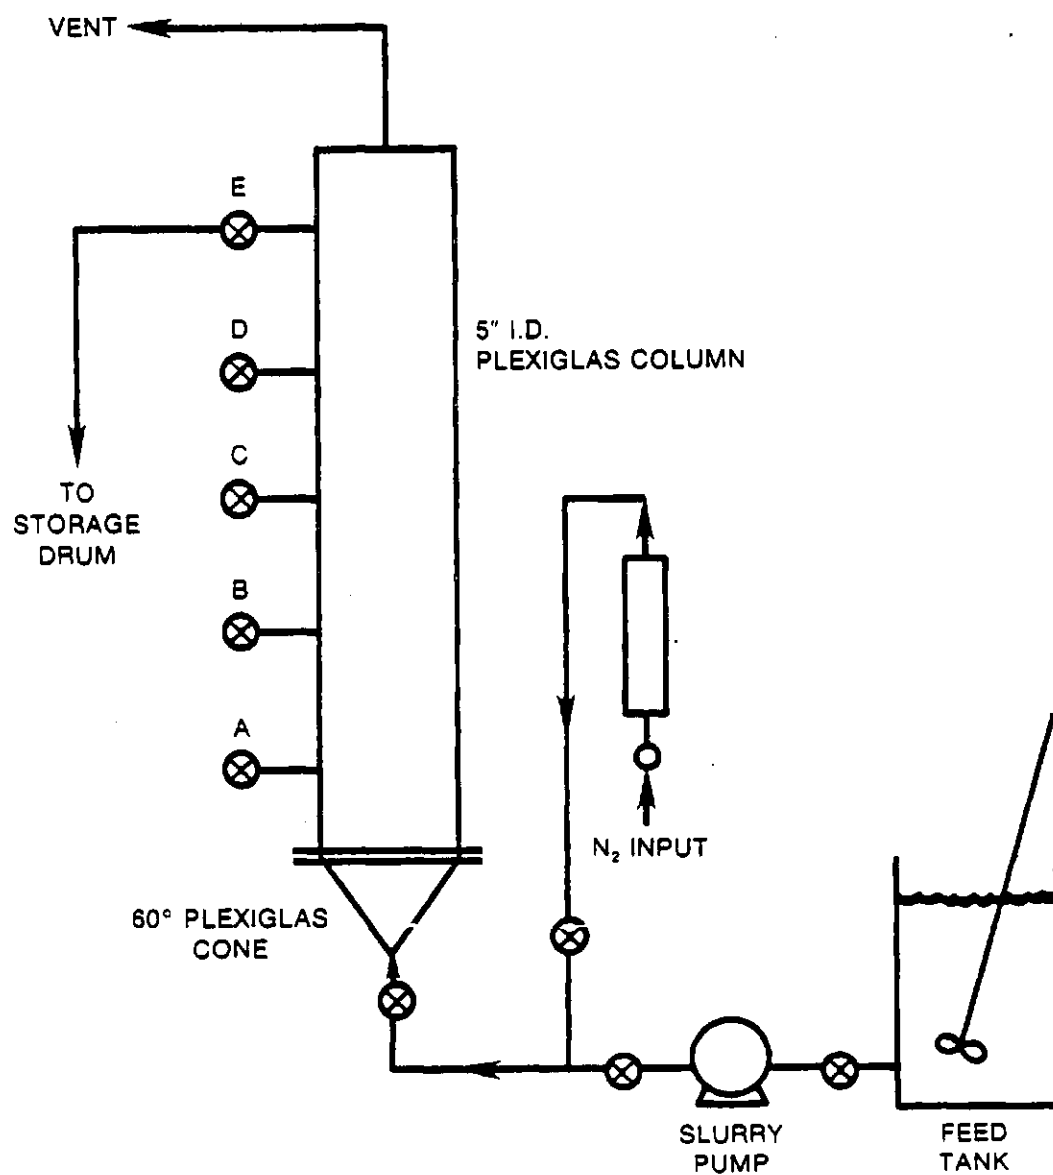 VENT
E
D
5" I.D.
PLEXIGLAS COLUMN
C
TO
STORAGE
DRUM
B
A
N₂ INPUT
60° PLEXIGLAS
CONE
SLURRY
PUMP
FEED
TANK